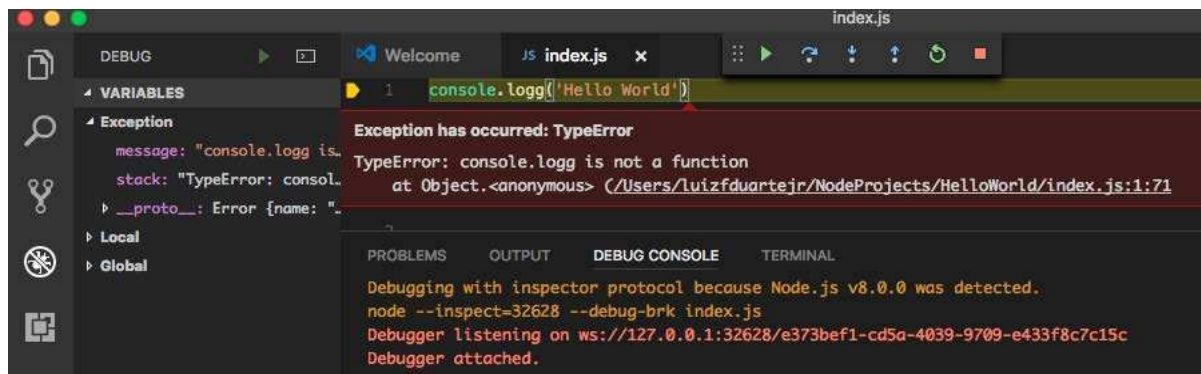 index.js
DEBUG
Welcome
JS index.js x
VARIABLES
Exception
message: "console.logg is…
stack: "TypeError: consol…
__proto__: Error {name: "…
Local
Global
1 console.logg('Hello World')
Exception has occurred: TypeError
TypeError: console.logg is not a function
at Object.<anonymous> (/Users/luizfduartejr/NodeProjects/HelloWorld/index.js:1:71
PROBLEMS OUTPUT DEBUG CONSOLE TERMINAL
Debugging with inspector protocol because Node.js v8.0.0 was detected.
node --inspect=32628 --debug-brk index.js
Debugger listening on ws://127.0.0.1:32628/e373bef1-cd5a-4039-9709-e433f8c7c15c
Debugger attached.